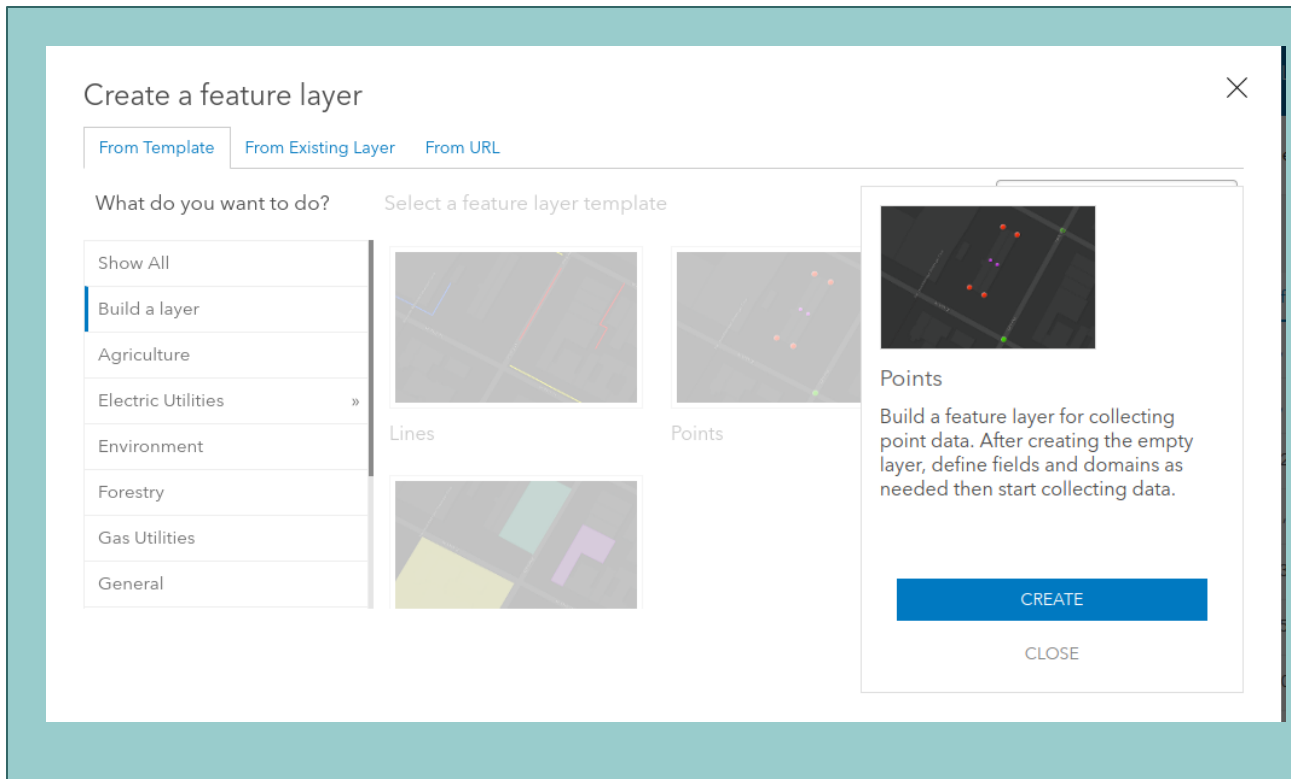 Create a feature layer
From Template
From Existing Layer
From URL
What do you want to do?
Select a feature layer template
Show All
Build a layer
Agriculture
Electric Utilities »
Environment
Forestry
Gas Utilities
General
Lines
Points
Points
Build a feature layer for collecting
point data. After creating the empty
layer, define fields and domains as
needed then start collecting data.
CREATE
CLOSE